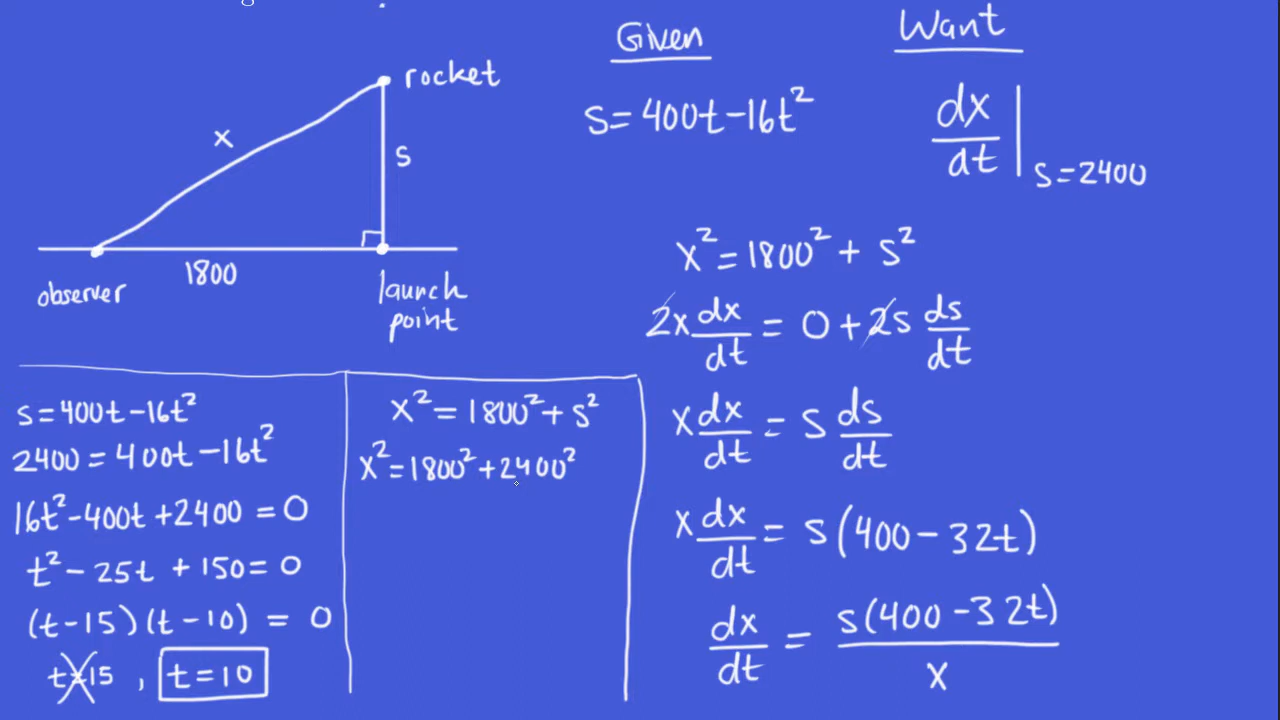 Given
Want
rocket
x
s
1800
observer
launch
point
s = 400t - 16t²
dx/dt |s=2400
x² = 1800² + s²
2x dx/dt = 0 + 2s ds/dt
x dx/dt = s ds/dt
x dx/dt = s(400 - 32t)
dx/dt = s(400 - 32t)/x
s = 400t - 16t²
2400 = 400t - 16t²
16t² - 400t + 2400 = 0
t² - 25t + 150 = 0
(t - 15)(t - 10) = 0
t = 15, t = 10
x² = 1800² + s²
x² = 1800² + 2400²